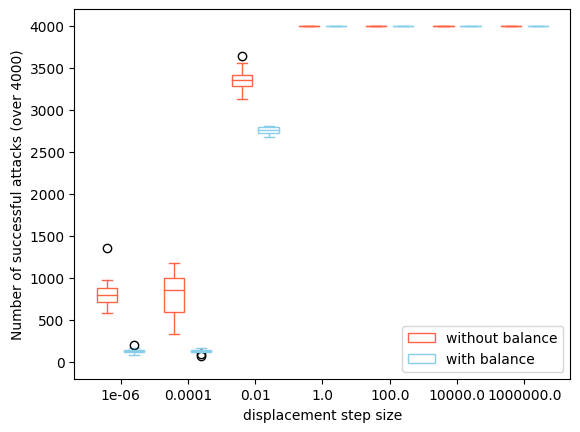 Number of successful attacks (over 4000)
4000
3500
3000
2500
2000
1500
1000
500
0
1e-06 0.0001 0.01 1.0 100.0 10000.0 1000000.0
displacement step size
without balance
with balance